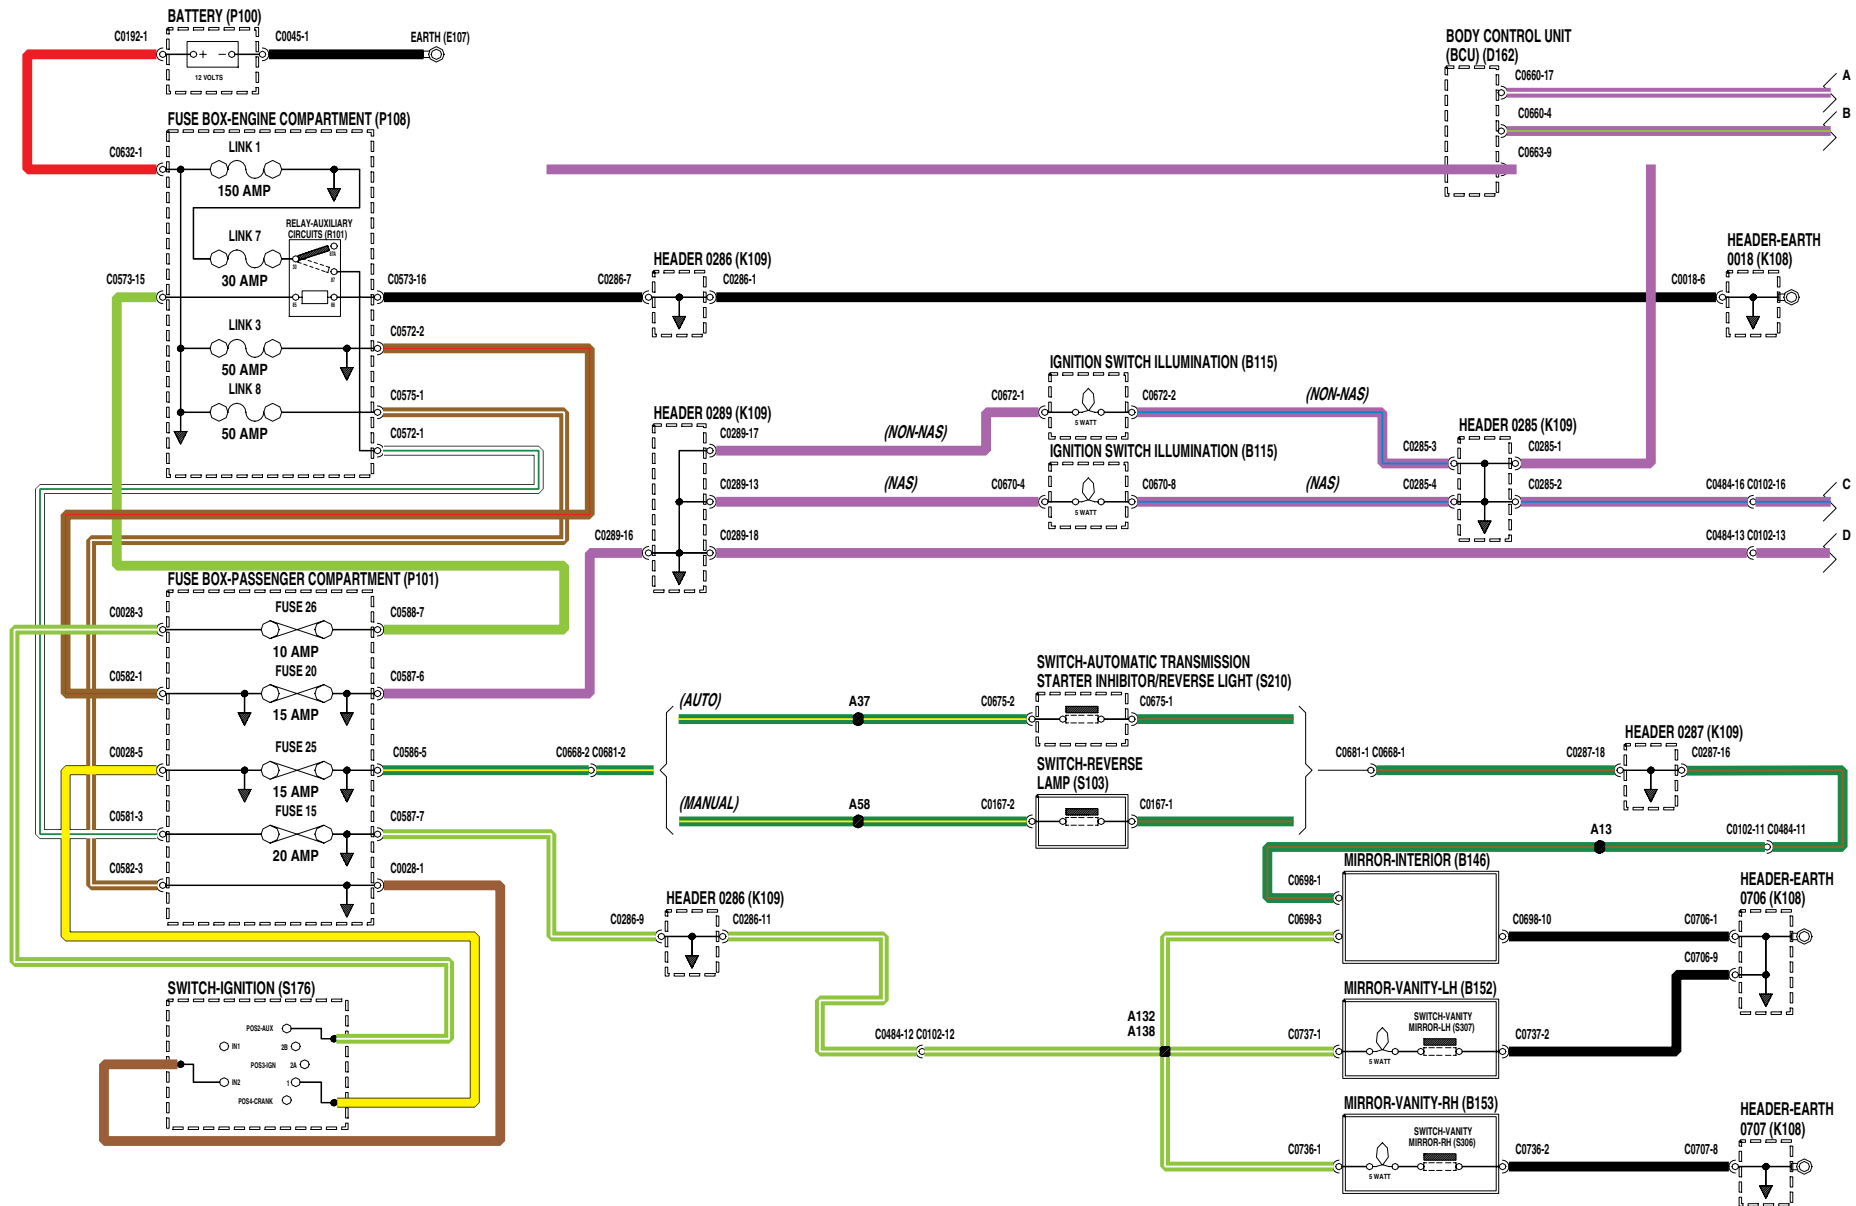 BATTERY (P100)
C0192-1
C0045-1
EARTH (E107)
+ -
12 VOLTS
BODY CONTROL UNIT
(BCU) (D162)
C0660-17
A
C0660-4
B
C0663-9
FUSE BOX-ENGINE COMPARTMENT (P108)
C0632-1
LINK 1
150 AMP
RELAY-AUXILIARY
CIRCUITS (R101)
LINK 7
30 AMP
30
87A
87
85
86
C0573-15
C0573-16
LINK 3
50 AMP
C0572-2
LINK 8
50 AMP
C0575-1
C0572-1
HEADER 0286 (K109)
C0286-7
C0286-1
HEADER-EARTH
0018 (K108)
C0018-6
IGNITION SWITCH ILLUMINATION (B115)
C0672-1
C0672-2
5 WATT
(NON-NAS)
(NON-NAS)
HEADER 0289 (K109)
C0289-17
IGNITION SWITCH ILLUMINATION (B115)
C0289-13
(NAS)
C0670-4
C0670-8
5 WATT
(NAS)
HEADER 0285 (K109)
C0285-3
C0285-1
C0285-4
C0285-2
C0484-16 C0102-16
C
C0289-16
C0289-18
C0484-13 C0102-13
D
FUSE BOX-PASSENGER COMPARTMENT (P101)
C0028-3
FUSE 26
10 AMP
C0588-7
C0582-1
FUSE 20
15 AMP
C0587-6
C0028-5
FUSE 25
15 AMP
C0586-5
C0581-3
FUSE 15
20 AMP
C0587-7
C0582-3
C0028-1
C0668-2 C0681-2
(AUTO)
A37
SWITCH-AUTOMATIC TRANSMISSION
STARTER INHIBITOR/REVERSE LIGHT (S210)
C0675-2
C0675-1
(MANUAL)
A58
SWITCH-REVERSE
LAMP (S103)
C0167-2
C0167-1
C0681-1 C0668-1
HEADER 0287 (K109)
C0287-18
C0287-16
A13
C0102-11 C0484-11
HEADER 0286 (K109)
C0286-9
C0286-11
MIRROR-INTERIOR (B146)
C0698-1
C0698-3
C0698-10
HEADER-EARTH
0706 (K108)
C0706-1
C0706-9
SWITCH-IGNITION (S176)
POS2-AUX
IN1
2B
POS3-IGN
2A
IN2
1
POS4-CRANK
C0484-12 C0102-12
A132
A138
MIRROR-VANITY-LH (B152)
C0737-1
SWITCH-VANITY
MIRROR-LH (S307)
5 WATT
C0737-2
MIRROR-VANITY-RH (B153)
C0736-1
SWITCH-VANITY
MIRROR-RH (S306)
5 WATT
C0736-2
HEADER-EARTH
0707 (K108)
C0707-8